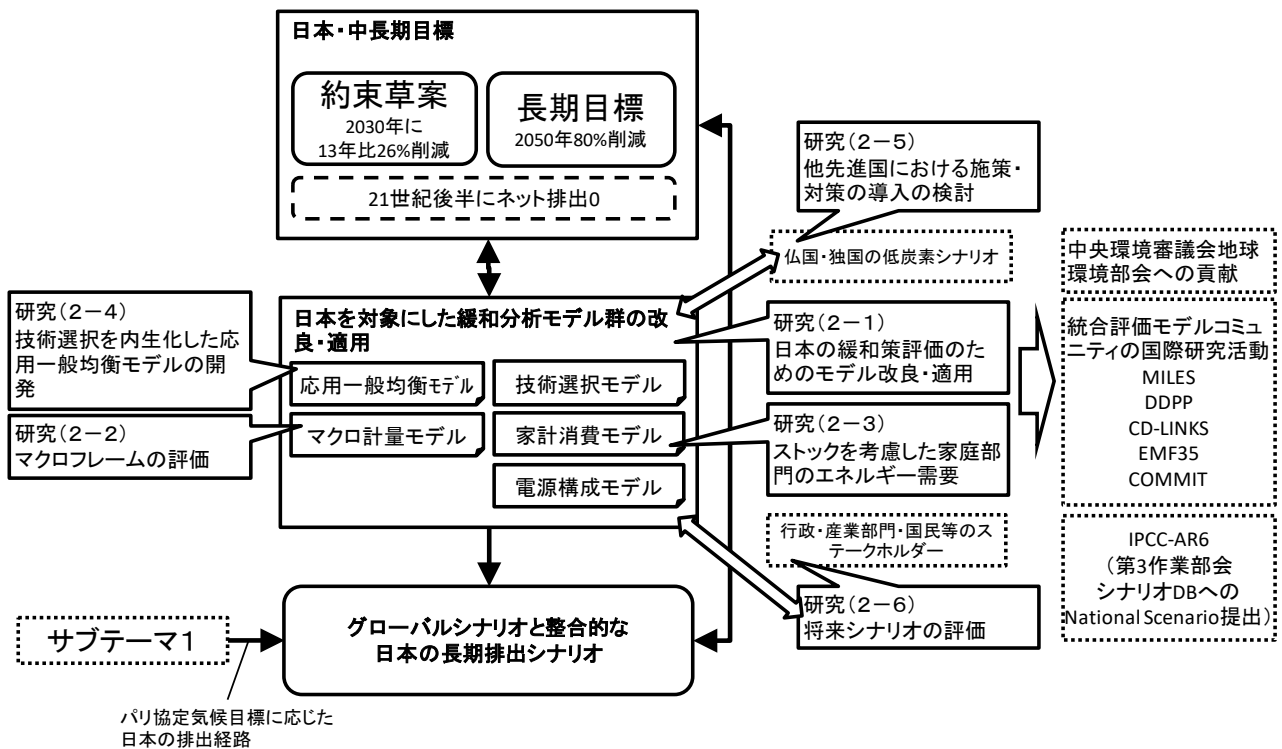 日本・中長期目標
約束草案
2030年に
13年比26%削減
長期目標
2050年80%削減
21世紀後半にネット排出0
研究(2－5)
他先進国における施策・
対策の導入の検討
仏国・独国の低炭素シナリオ
中央環境審議会地球
環境部会への貢献
研究(2－4)
技術選択を内生化した応
用一般均衡モデルの開
発
研究(2－2)
マクロフレームの評価
日本を対象にした緩和分析モデル群の改
良・適用
応用一般均衡モデル
技術選択モデル
マクロ計量モデル
家計消費モデル
電源構成モデル
研究(2－1)
日本の緩和策評価のた
めのモデル改良・適用
研究(2－3)
ストックを考慮した家庭部
門のエネルギー需要
統合評価モデルコミュ
ニティの国際研究活動
MILES
DDPP
CD-LINKS
EMF35
COMMIT
行政・産業部門・国民等のス
テークホルダー
研究(2－6)
将来シナリオの評価
IPCC-AR6
(第3作業部会
シナリオDBへの
National Scenario提出)
サブテーマ1
グローバルシナリオと整合的な
日本の長期排出シナリオ
パリ協定気候目標に応じた
日本の排出経路